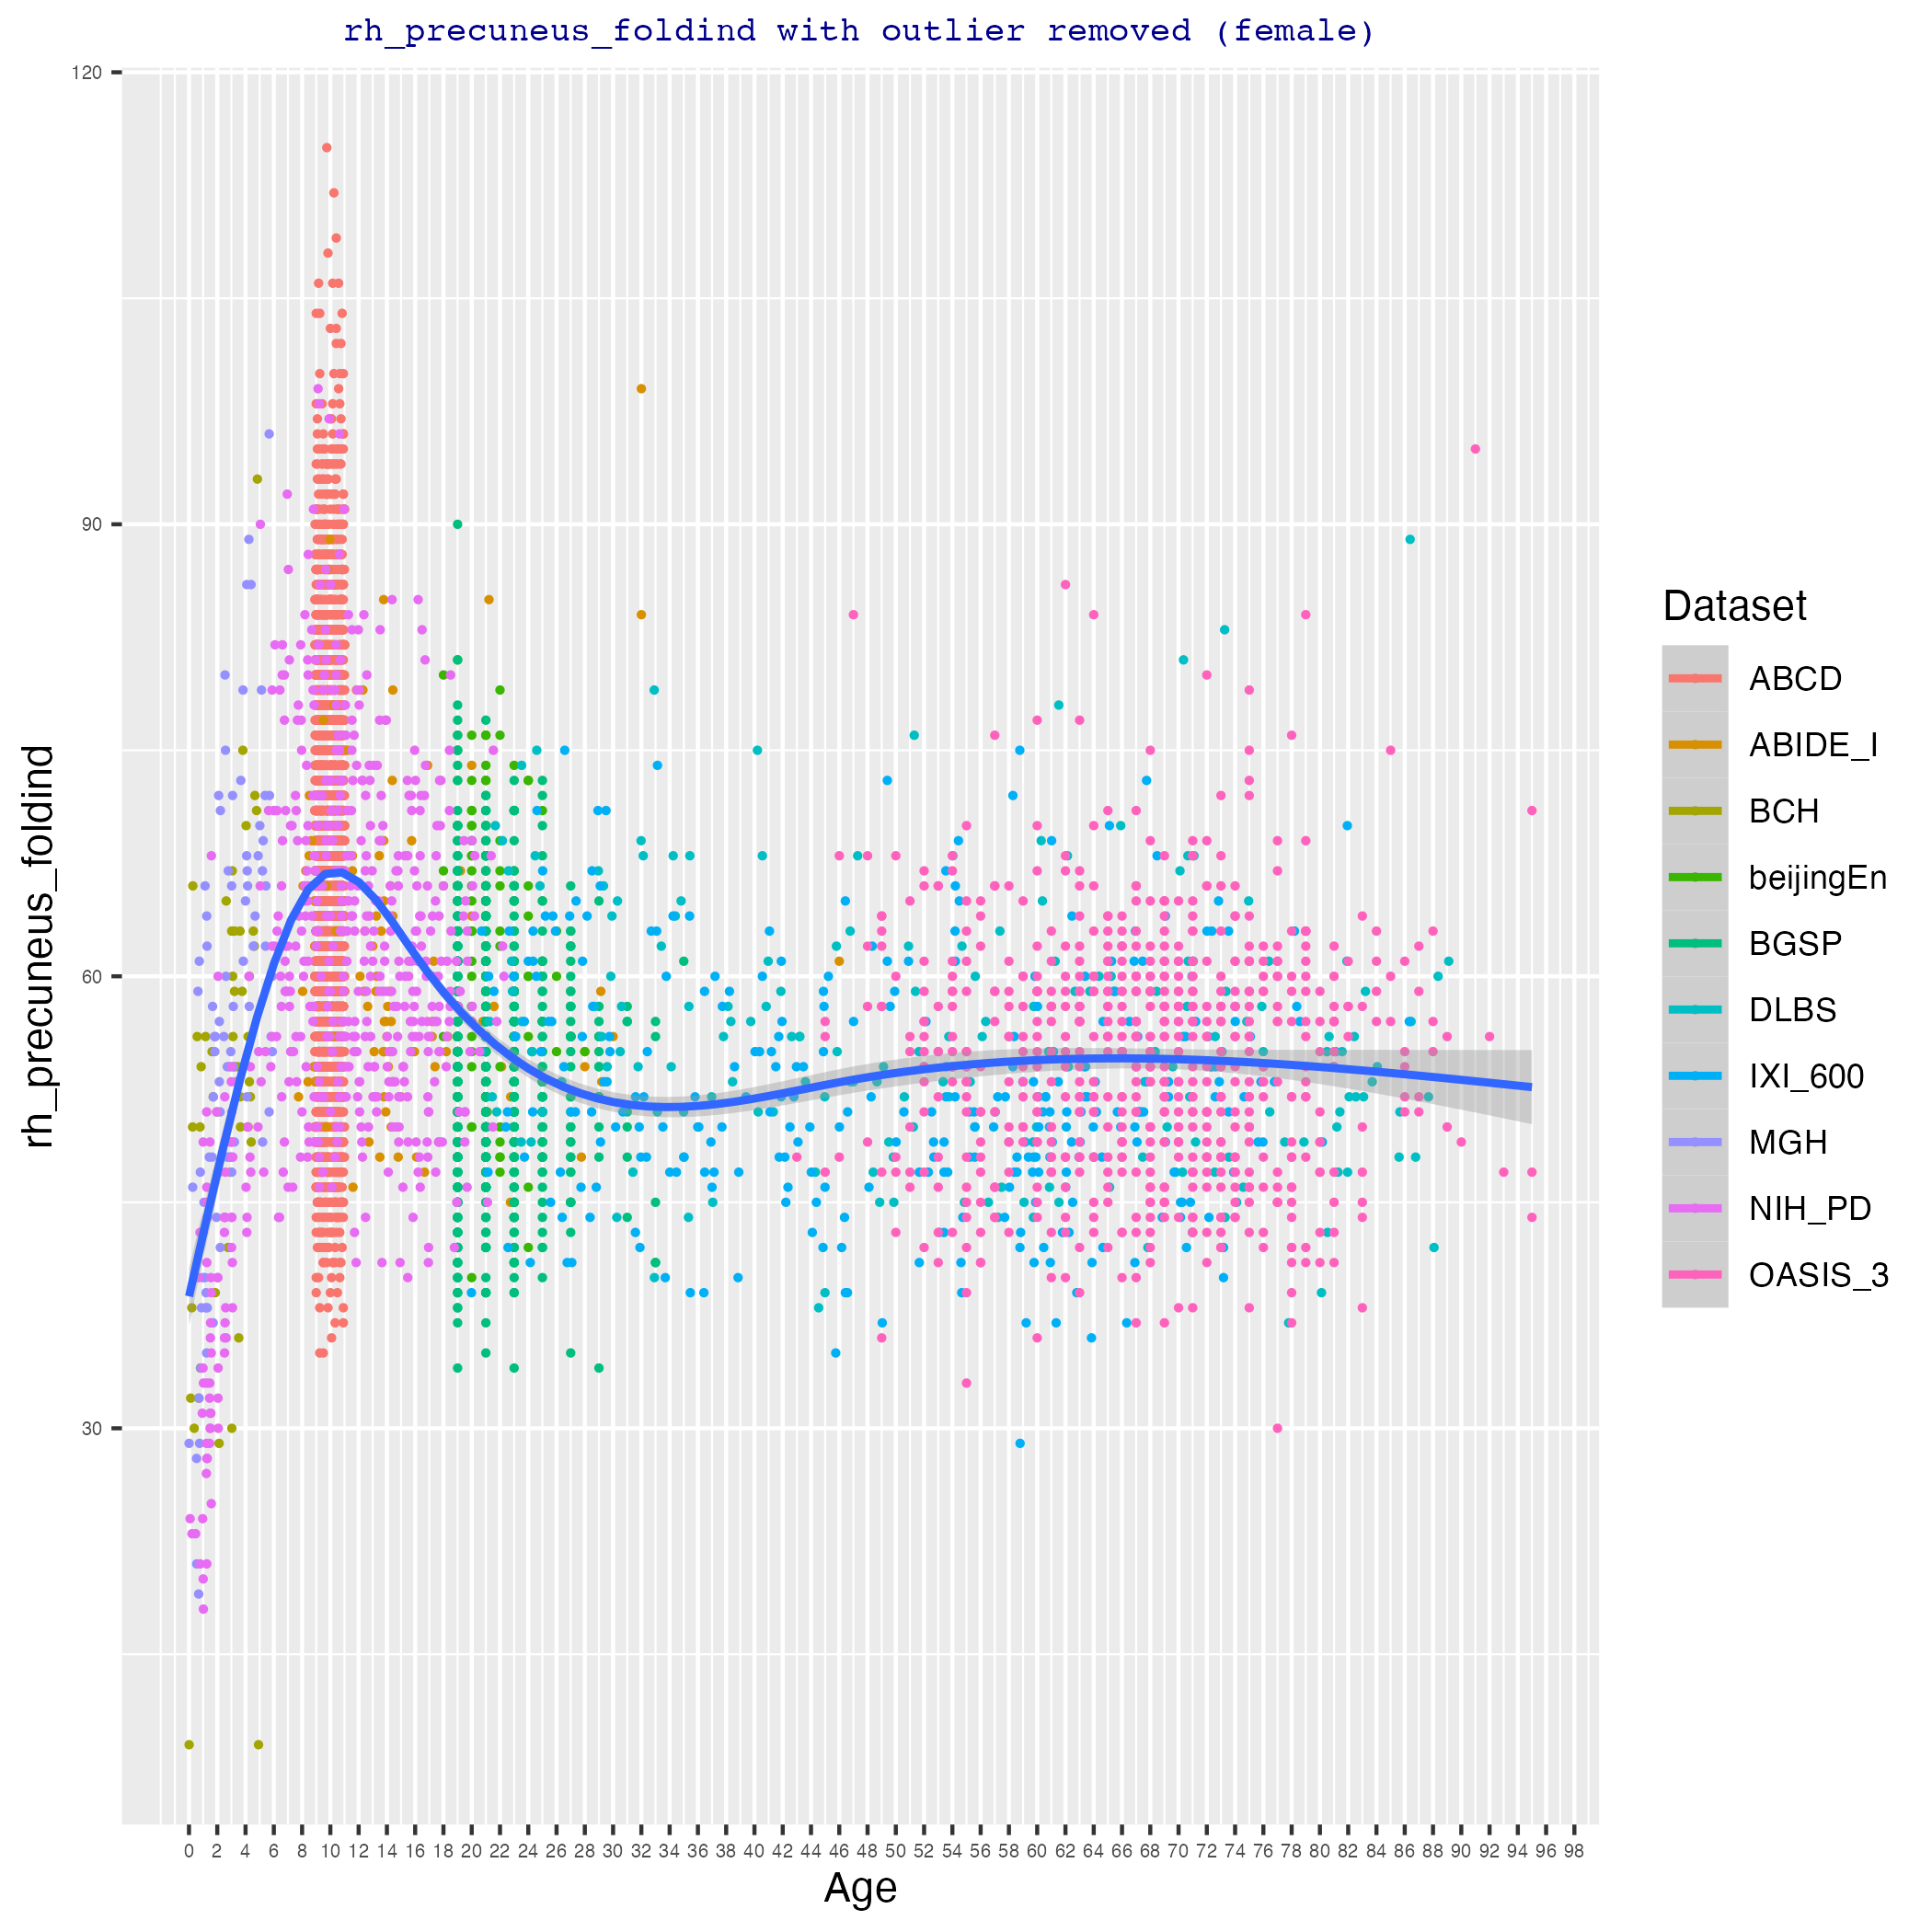 rh_precuneus_foldind with outlier removed (female)
120
90
60
30
rh_precuneus_foldind
0 2 4 6 8 10 12 14 16 18 20 22 24 26 28 30 32 34 36 38 40 42 44 46 48 50 52 54 56 58 60 62 64 66 68 70 72 74 76 78 80 82 84 86 88 90 92 94 96 98
Age
Dataset
ABCD
ABIDE_I
BCH
beijingEn
BGSP
DLBS
IXI_600
MGH
NIH_PD
OASIS_3